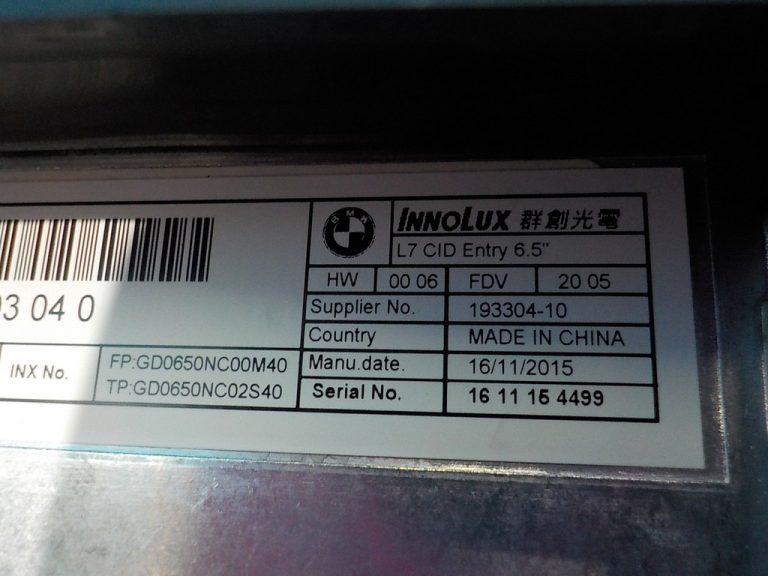 BMW
INNOLUX 群創光電
L7 CID Entry 6.5"
HW 00 06 FDV 20 05
03 04 0
Supplier No. 193304-10
Country MADE IN CHINA
INX No.
FP:GD0650NC00M40
TP:GD0650NC02S40
Manu.date. 16/11/2015
Serial No. 16 11 15 4499